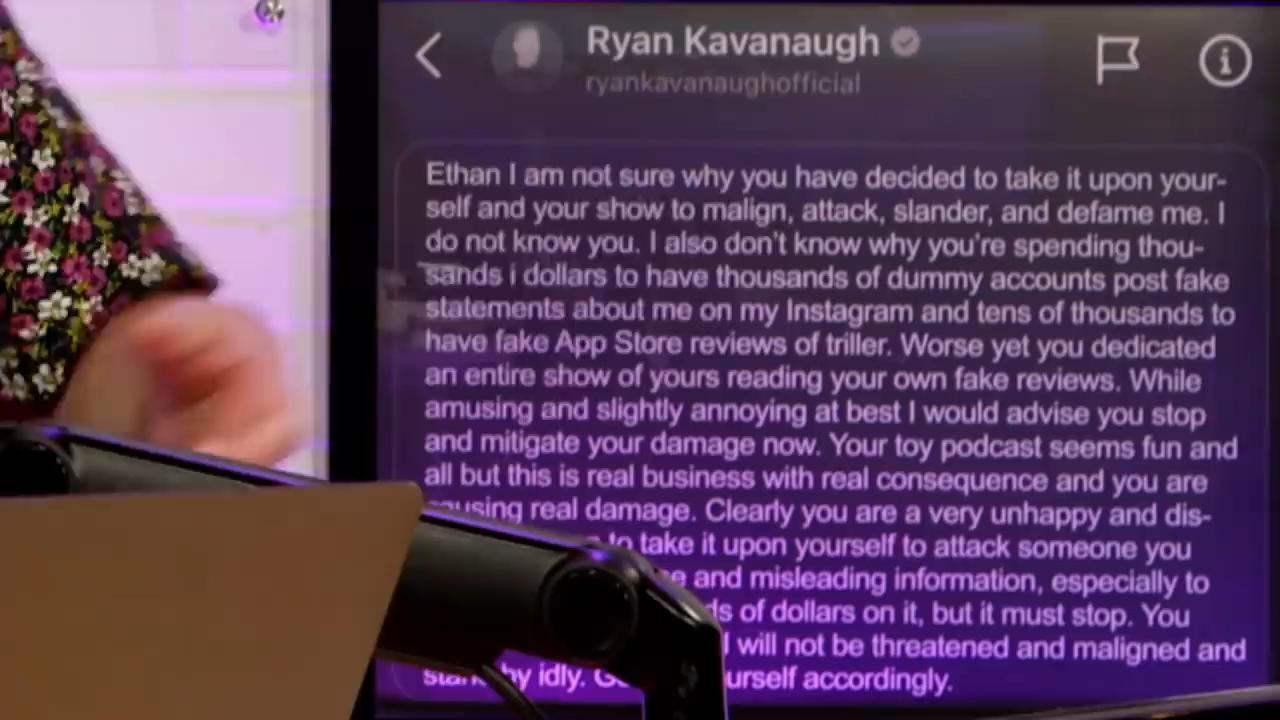 Ryan Kavanaugh
ryankavanaughofficial
Ethan I am not sure why you have decided to take it upon your-
self and your show to malign, attack, slander, and defame me. I
do not know you. I also don't know why you're spending thou-
sands i dollars to have thousands of dummy accounts post fake
statements about me on my Instagram and tens of thousands to
have fake App Store reviews of triller. Worse yet you dedicated
an entire show of yours reading your own fake reviews. While
amusing and slightly annoying at best I would advise you stop
and mitigate your damage now. Your toy podcast seems fun and
all but this is real business with real consequence and you are
causing real damage. Clearly you are a very unhappy and dis-
to take it upon yourself to attack someone you
and misleading information, especially to
of dollars on it, but it must stop. You
I will not be threatened and maligned and
by idly. accordingly.